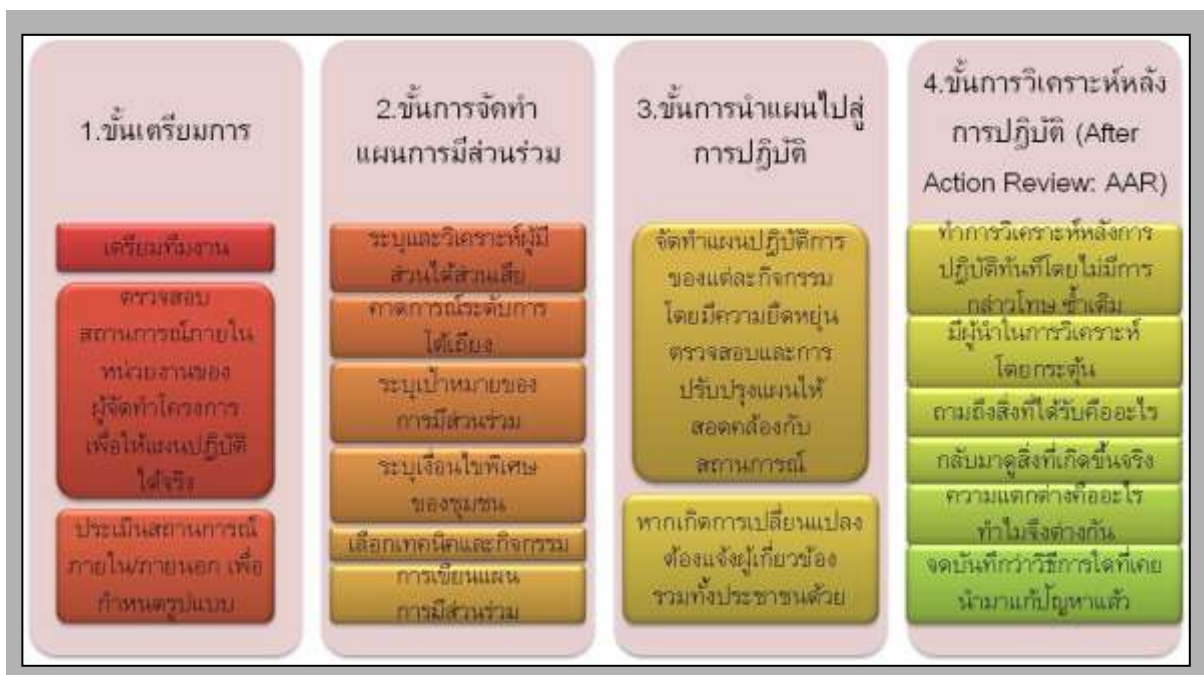 1.ขั้นเตรียมการ
เตรียมทีมงาน
ตรวจสอบ
สถานการณ์ภายใน
หน่วยงานของ
ผู้จัดทำโครงการ
เพื่อให้แผนปฏิบัติ
ได้จริง
ประเมินสถานการณ์
ภายใน/ภายนอก เพื่อ
กำหนดรูปแบบ
2.ขั้นการจัดทำ
แผนการมีส่วนร่วม
ระบุและวิเคราะห์ผู้มี
ส่วนได้ส่วนเสีย
คาดการณ์ระดับการ
โต้เถียง
ระบุเป้าหมายของ
การมีส่วนร่วม
ระบุเงื่อนไขพิเศษ
ของชุมชน
เลือกเทคนิคและกิจกรรม
การเขียนแผน
การมีส่วนร่วม
3.ขั้นการนำแผนไปสู่
การปฏิบัติ
จัดทำแผนปฏิบัติการ
ของแต่ละกิจกรรม
โดยมีความยืดหยุ่น
ตรวจสอบและการ
ปรับปรุงแผนให้
สอดคล้องกับ
สถานการณ์
หากเกิดการเปลี่ยนแปลง
ต้องแจ้งผู้เกี่ยวข้อง
รวมทั้งประชาชนด้วย
4.ขั้นการวิเคราะห์หลัง
การปฏิบัติ (After
Action Review: AAR)
ทำการวิเคราะห์หลังการ
ปฏิบัติทันทีโดยไม่มีการ
กล่าวโทษ ซ้ำเติม
มีผู้นำในการวิเคราะห์
โดยกระตุ้น
ถามถึงสิ่งที่ได้รับคืออะไร
กลับมาดูสิ่งที่เกิดขึ้นจริง
ความแตกต่างคืออะไร
ทำไมจึงต่างกัน
จดบันทึกว่าวิธีการใดที่เคย
นำมาแก้ปัญหาแล้ว